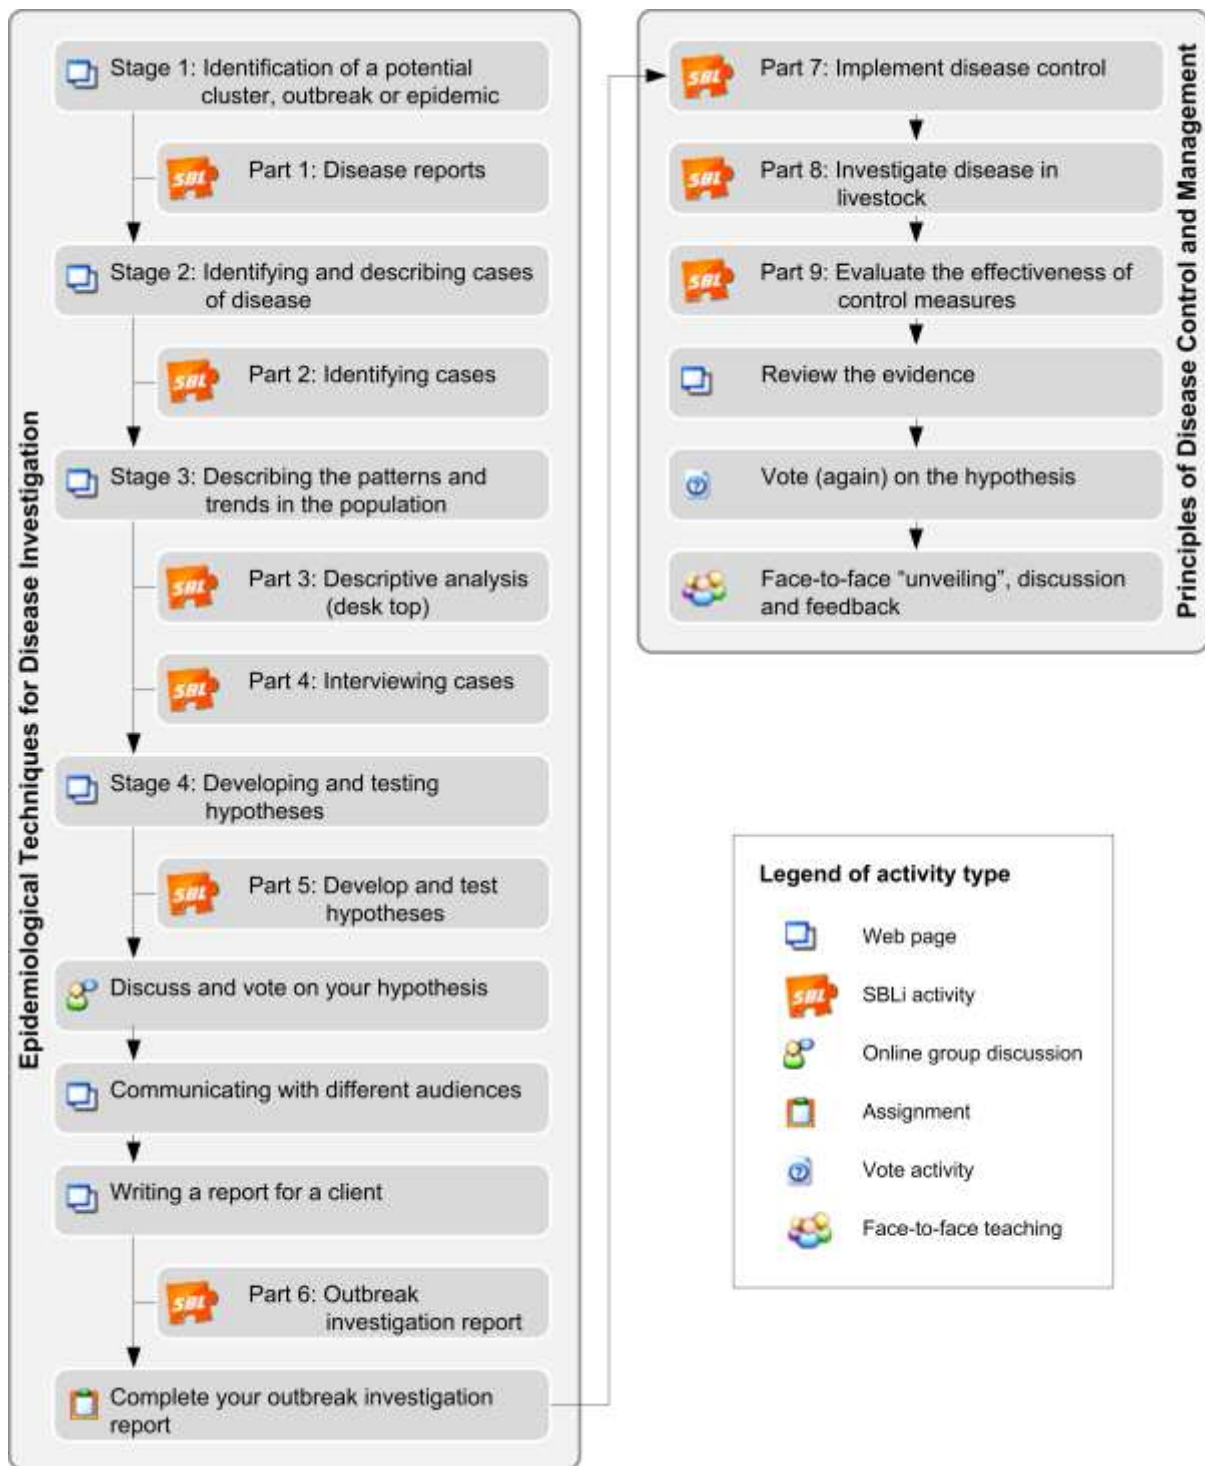 Epidemiological Techniques for Disease Investigation
Stage 1: Identification of a potential
cluster, outbreak or epidemic
SBL
Part 1: Disease reports
Stage 2: Identifying and describing cases
of disease
SBL
Part 2: Identifying cases
Stage 3: Describing the patterns and
trends in the population
SBL
Part 3: Descriptive analysis
(desk top)
SBL
Part 4: Interviewing cases
Stage 4: Developing and testing
hypotheses
SBL
Part 5: Develop and test
hypotheses
Discuss and vote on your hypothesis
Communicating with different audiences
Writing a report for a client
SBL
Part 6: Outbreak
investigation report
Complete your outbreak investigation
report
Principles of Disease Control and Management
SBL
Part 7: Implement disease control
SBL
Part 8: Investigate disease in
livestock
SBL
Part 9: Evaluate the effectiveness of
control measures
Review the evidence
Vote (again) on the hypothesis
Face-to-face “unveiling”, discussion
and feedback
Legend of activity type
Web page
SBL
SBLi activity
Online group discussion
Assignment
Vote activity
Face-to-face teaching